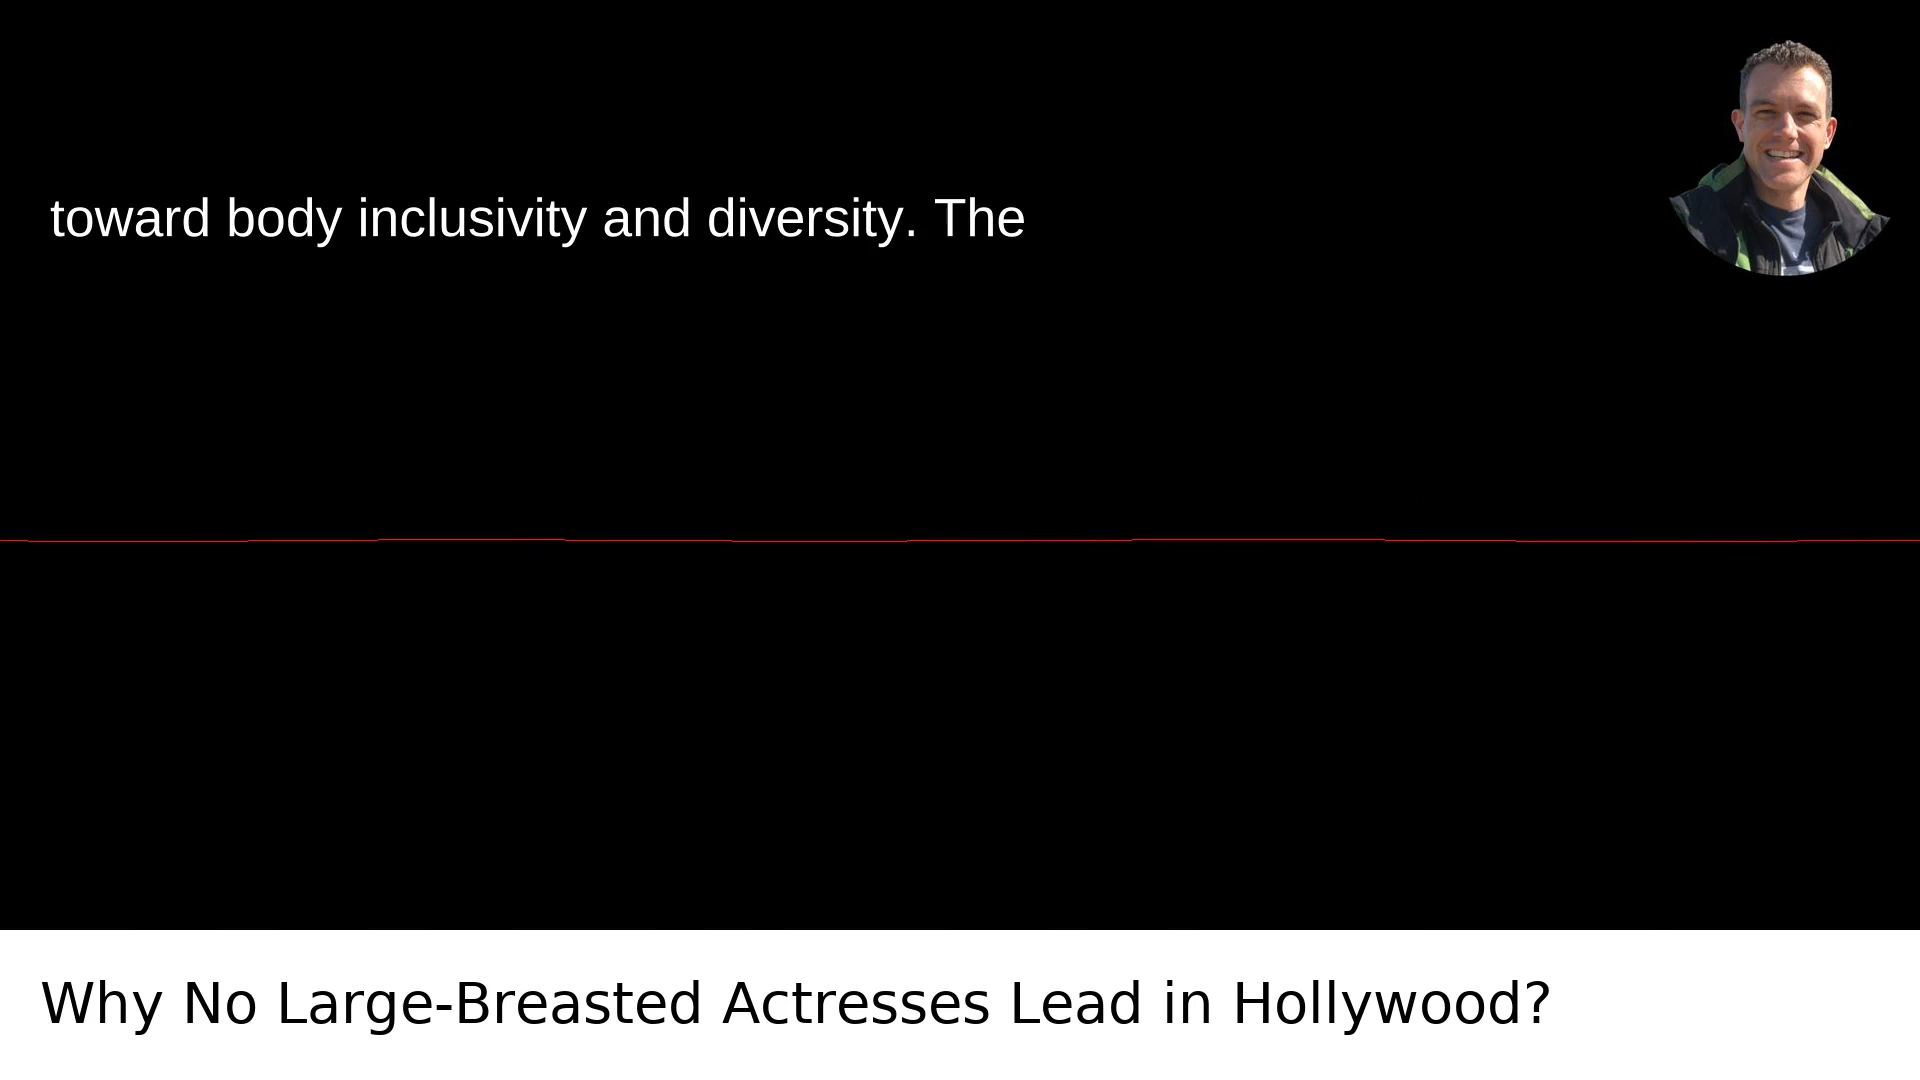 toward body inclusivity and diversity. The
Why No Large-Breasted Actresses Lead in Hollywood?